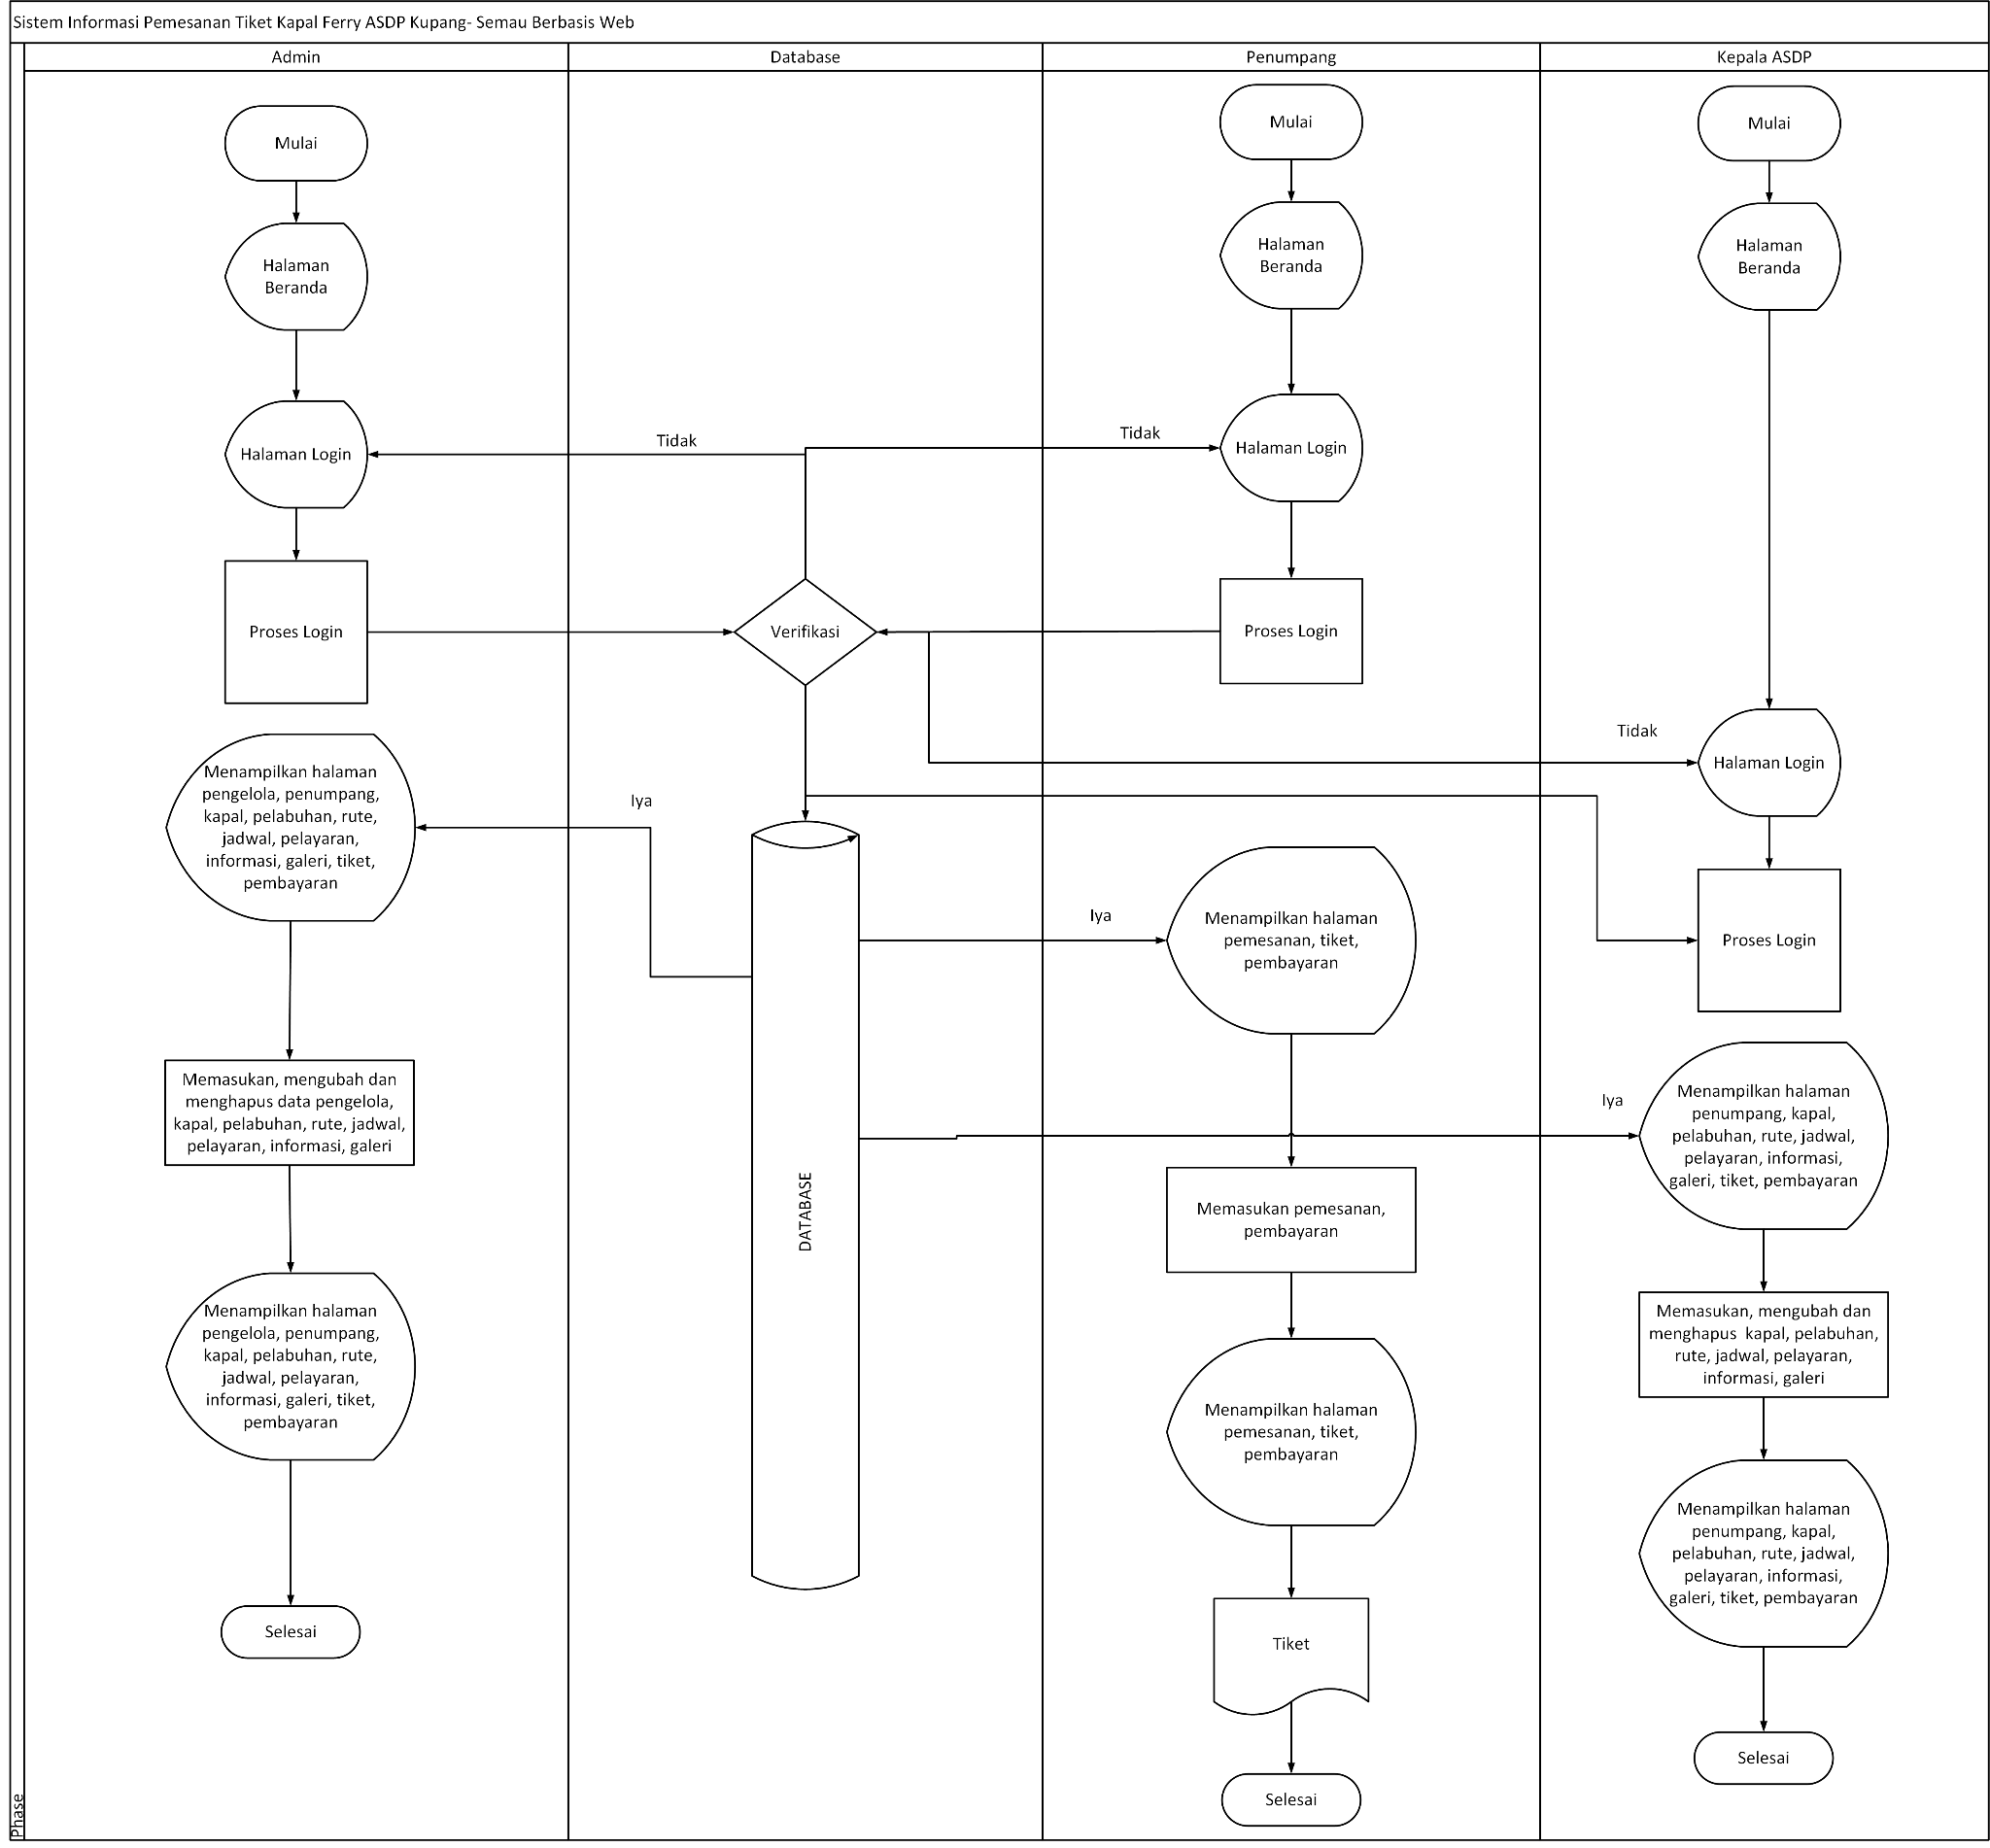 Sistem Informasi Pemesanan Tiket Kapal Ferry ASDP Kupang- Semau Berbasis Web
Admin
Database
Penumpang
Kepala ASDP
Mulai
Halaman
Beranda
Halaman Login
Proses Login
Menampilkan halaman
pengelola, penumpang,
kapal, pelabuhan, rute,
jadwal, pelayaran,
informasi, galeri, tiket,
pembayaran
Memasukan, mengubah dan
menghapus data pengelola,
kapal, pelabuhan, rute, jadwal,
pelayaran, informasi, galeri
Menampilkan halaman
pengelola, penumpang,
kapal, pelabuhan, rute,
jadwal, pelayaran,
informasi, galeri, tiket,
pembayaran
Selesai
Tidak
Verifikasi
Iya
DATABASE
Mulai
Halaman
Beranda
Tidak
Halaman Login
Proses Login
Iya
Menampilkan halaman
pemesanan, tiket,
pembayaran
Memasukan pemesanan,
pembayaran
Menampilkan halaman
pemesanan, tiket,
pembayaran
Tiket
Selesai
Mulai
Halaman
Beranda
Tidak
Halaman Login
Proses Login
Iya
Menampilkan halaman
penumpang, kapal,
pelabuhan, rute, jadwal,
pelayaran, informasi,
galeri, tiket, pembayaran
Memasukan, mengubah dan
menghapus  kapal, pelabuhan,
rute, jadwal, pelayaran,
informasi, galeri
Menampilkan halaman
penumpang, kapal,
pelabuhan, rute, jadwal,
pelayaran, informasi,
galeri, tiket, pembayaran
Selesai
Phase